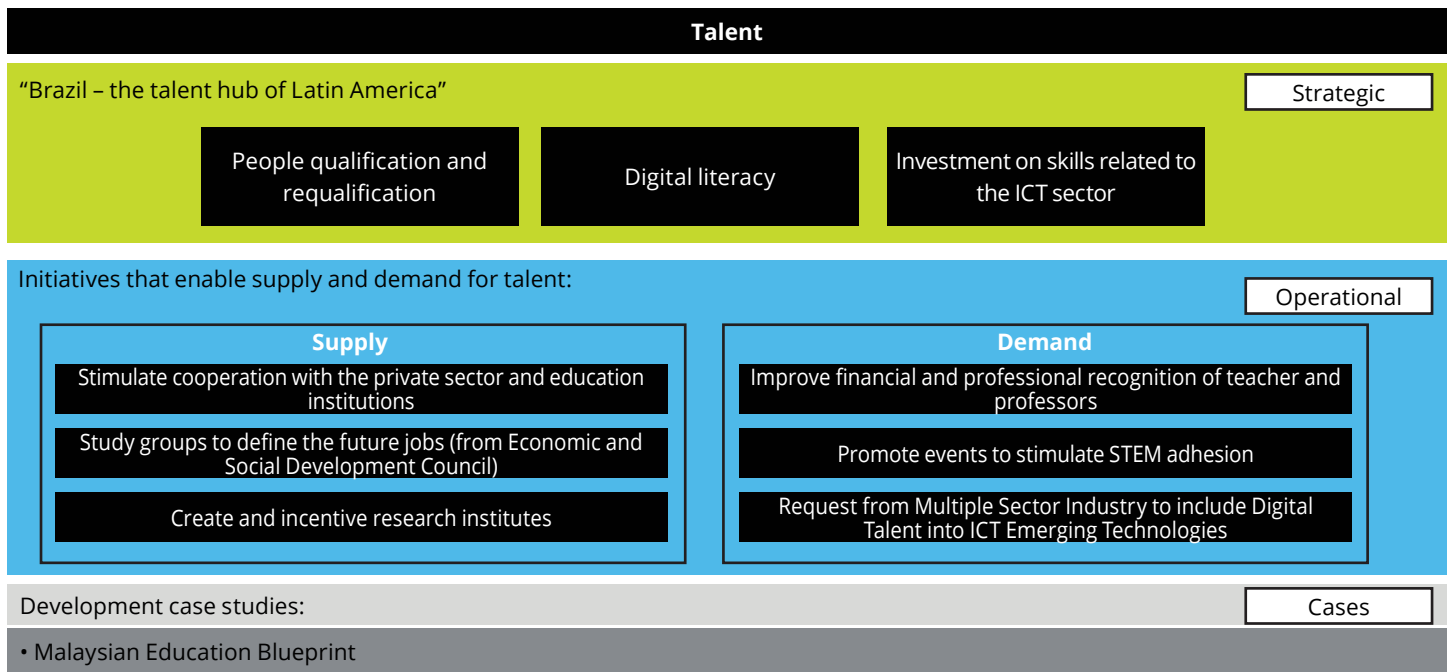 Talent
“Brazil – the talent hub of Latin America”
Strategic
People qualification and
requalification
Digital literacy
Investment on skills related to
the ICT sector
Initiatives that enable supply and demand for talent:
Operational
Supply
Stimulate cooperation with the private sector and education
institutions
Study groups to define the future jobs (from Economic and
Social Development Council)
Create and incentive research institutes
Demand
Improve financial and professional recognition of teacher and
professors
Promote events to stimulate STEM adhesion
Request from Multiple Sector Industry to include Digital
Talent into ICT Emerging Technologies
Development case studies:
Cases
• Malaysian Education Blueprint